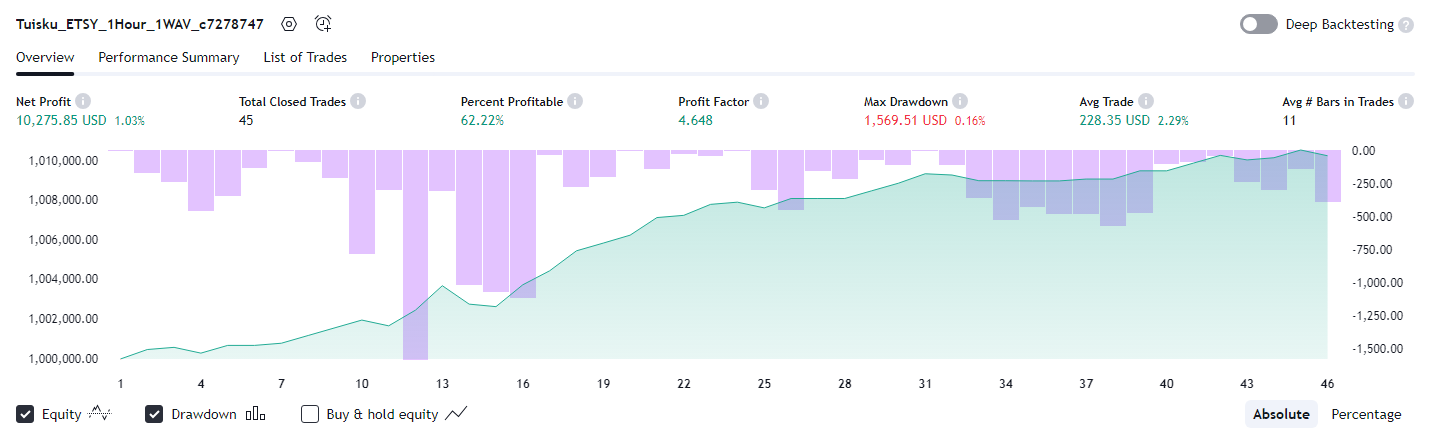 Tuisku_ETSY_1Hour_1WAV_c7278747
Deep Backtesting ?
Overview Performance Summary List of Trades Properties
Net Profit i Total Closed Trades i Percent Profitable i Profit Factor i Max Drawdown i Avg Trade i Avg # Bars in Trades i
10,275.85 USD 1.03% 45 62.22% 4.648 1,569.51 USD 0.16% 228.35 USD 2.29% 11
1,010,000.00 0.00
1,008,000.00 -250.00
1,006,000.00 -500.00
-750.00
1,004,000.00 -1,000.00
1,002,000.00 -1,250.00
1,000,000.00 -1,500.00
1 4 7 10 13 16 19 22 25 28 31 34 37 40 43 46
Equity Drawdown Buy & hold equity Absolute Percentage